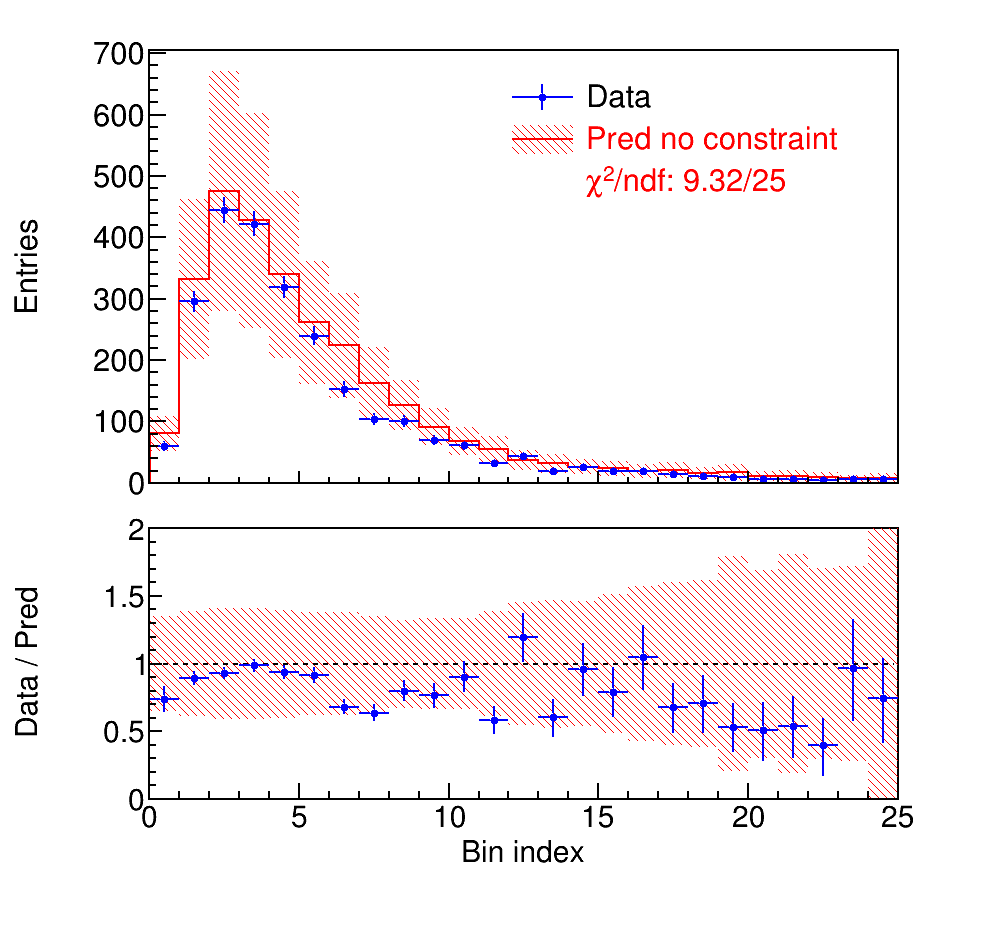 700
600
500
400
300
200
100
0
Entries
Data
Pred no constraint
χ²/ndf: 9.32/25
2
1.5
1
0.5
0
Data / Pred
0 5 10 15 20 25
Bin index